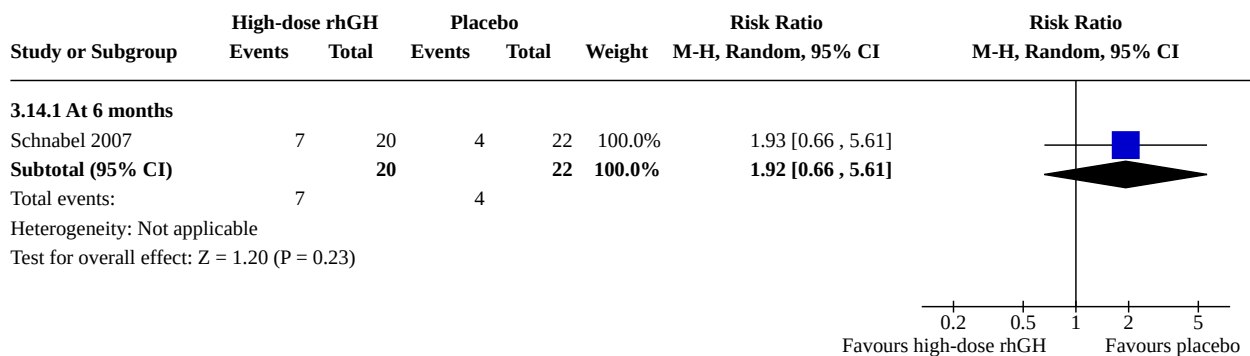 High-dose rhGH Placebo Risk Ratio Risk Ratio
Study or Subgroup Events Total Events Total Weight M-H, Random, 95% CI M-H, Random, 95% CI
3.14.1 At 6 months
Schnabel 2007 7 20 4 22 100.0% 1.93 [0.66 , 5.61]
Subtotal (95% CI) 20 22 100.0% 1.92 [0.66 , 5.61]
Total events: 7 4
Heterogeneity: Not applicable
Test for overall effect: Z = 1.20 (P = 0.23)
0.2 0.5 1 2 5
Favours high-dose rhGH Favours placebo